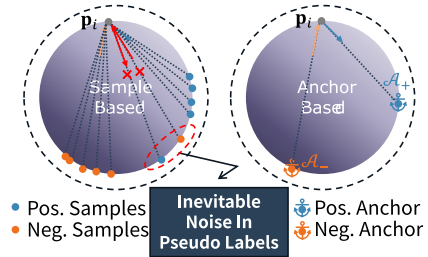 p_i
p_i
Sample
Based
Anchor
Based
A_+
A_-
Pos. Samples
Neg. Samples
Inevitable
Noise In
Pseudo Labels
Pos. Anchor
Neg. Anchor